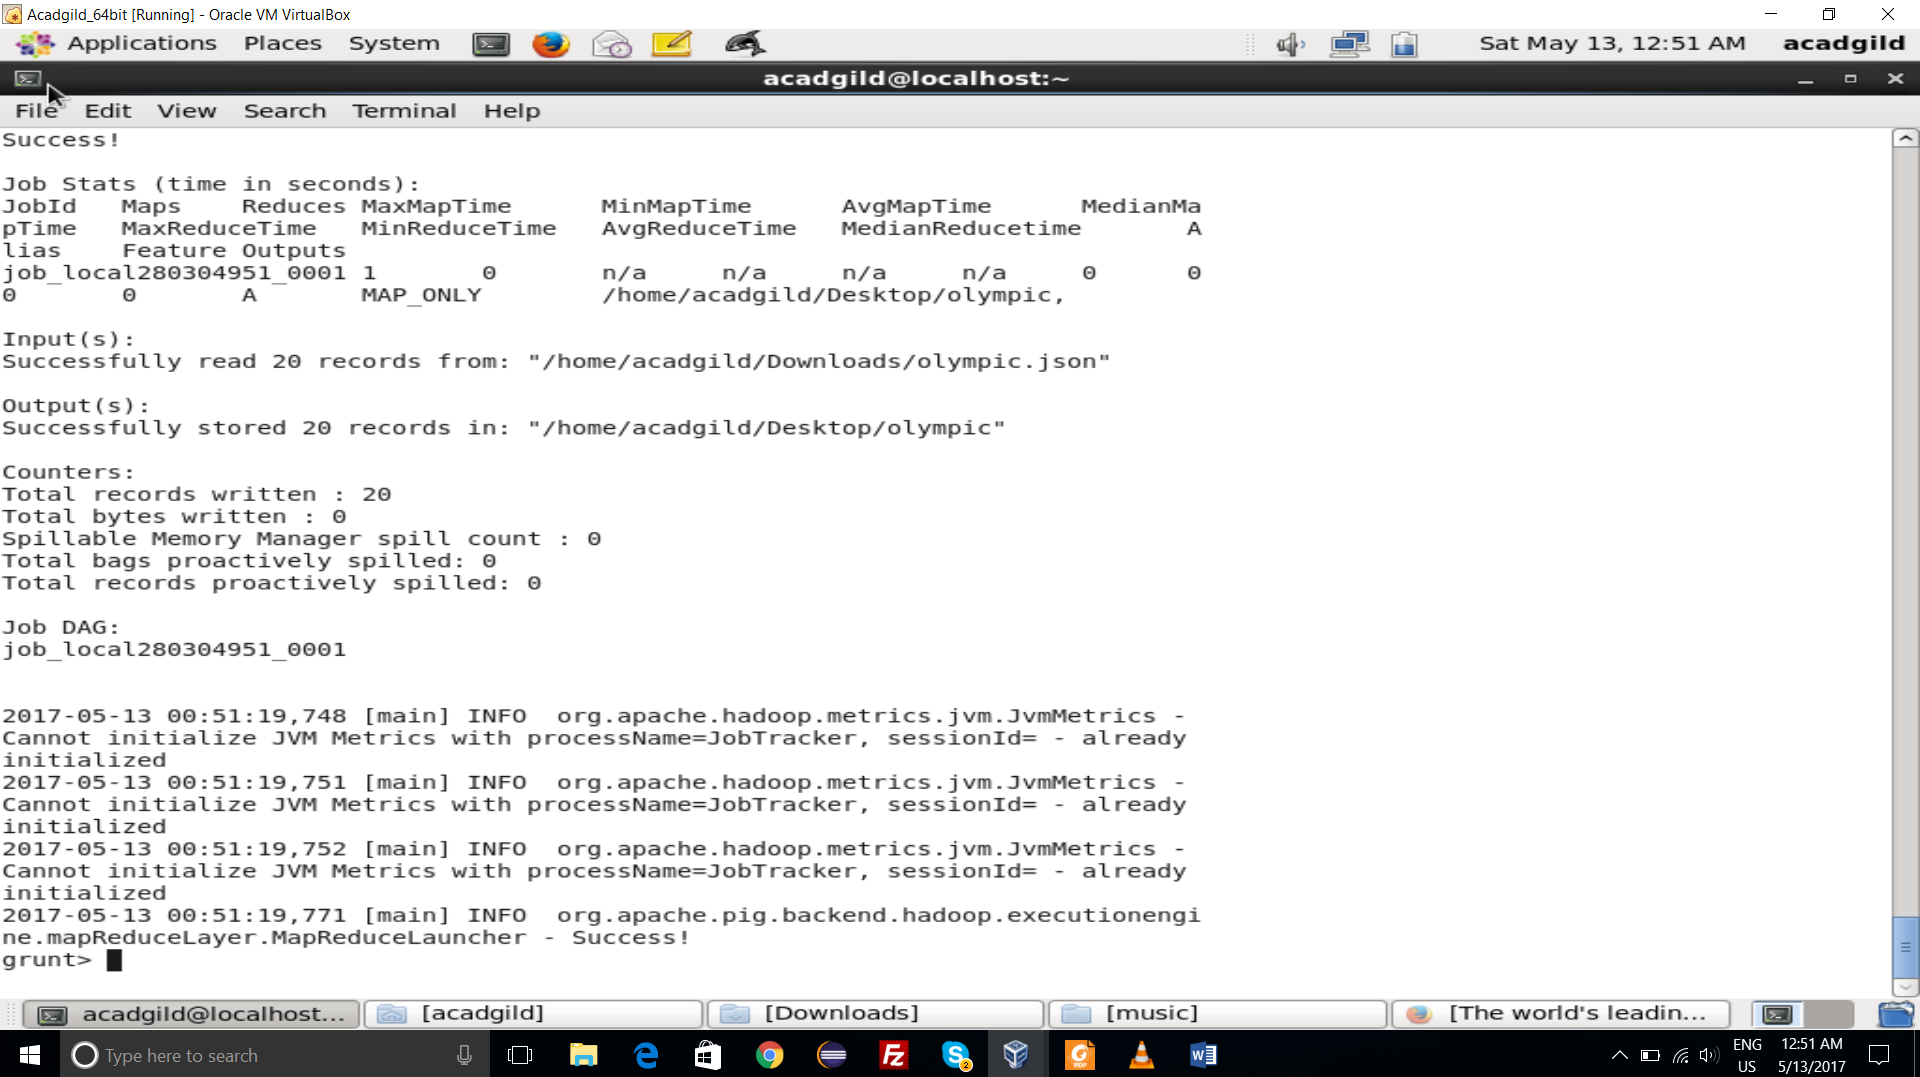 Acadgild_64bit [Running] - Oracle VM VirtualBox
Applications Places System Sat May 13, 12:51 AM acadgild
acadgild@localhost:~
File Edit View Search Terminal Help
Success!
Job Stats (time in seconds):
JobId Maps Reduces MaxMapTime MinMapTime AvgMapTime MedianMa
pTime MaxReduceTime MinReduceTime AvgReduceTime MedianReducetime A
lias Feature Outputs
job_local280304951_0001 1 0 n/a n/a n/a n/a 0 0
0 0 A MAP_ONLY /home/acadgild/Desktop/olympic,
Input(s):
Successfully read 20 records from: "/home/acadgild/Downloads/olympic.json"
Output(s):
Successfully stored 20 records in: "/home/acadgild/Desktop/olympic"
Counters:
Total records written : 20
Total bytes written : 0
Spillable Memory Manager spill count : 0
Total bags proactively spilled: 0
Total records proactively spilled: 0
Job DAG:
job_local280304951_0001
2017-05-13 00:51:19,748 [main] INFO org.apache.hadoop.metrics.jvm.JvmMetrics -
Cannot initialize JVM Metrics with processName=JobTracker, sessionId= - already
initialized
2017-05-13 00:51:19,751 [main] INFO org.apache.hadoop.metrics.jvm.JvmMetrics -
Cannot initialize JVM Metrics with processName=JobTracker, sessionId= - already
initialized
2017-05-13 00:51:19,752 [main] INFO org.apache.hadoop.metrics.jvm.JvmMetrics -
Cannot initialize JVM Metrics with processName=JobTracker, sessionId= - already
initialized
2017-05-13 00:51:19,771 [main] INFO org.apache.pig.backend.hadoop.executionengi
ne.mapReduceLayer.MapReduceLauncher - Success!
grunt>
acadgild@localhost... [acadgild] [Downloads] [music] [The world's leadin...
Type here to search
ENG 12:51 AM
US 5/13/2017